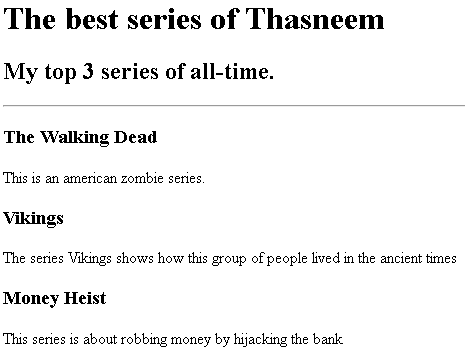 The best series of Thasneem
My top 3 series of all-time.
The Walking Dead
This is an american zombie series.
Vikings
The series Vikings shows how this group of people lived in the ancient times
Money Heist
This series is about robbing money by hijacking the bank